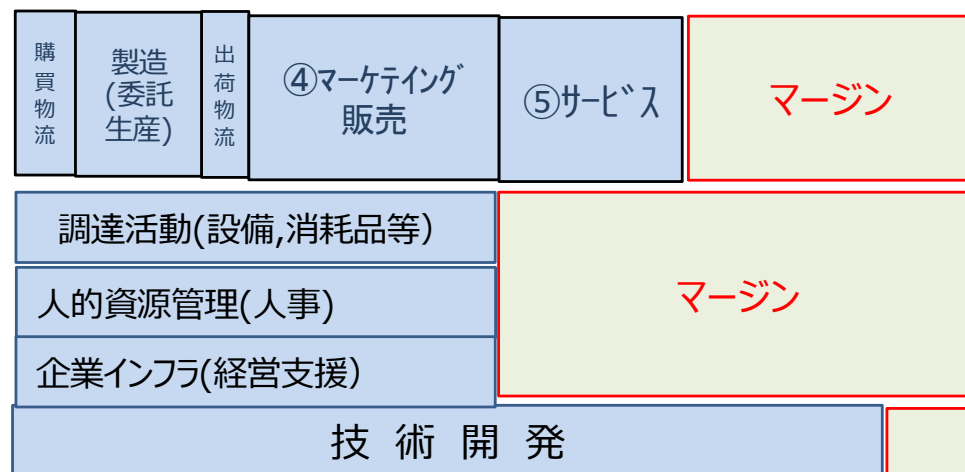 購買物流
製造
(委託
生産)
出荷物流
④マーケテイング
販売
⑤サービス
マージン
調達活動(設備,消耗品等）
人的資源管理(人事)
マージン
企業インフラ(経営支援）
技 術 開 発